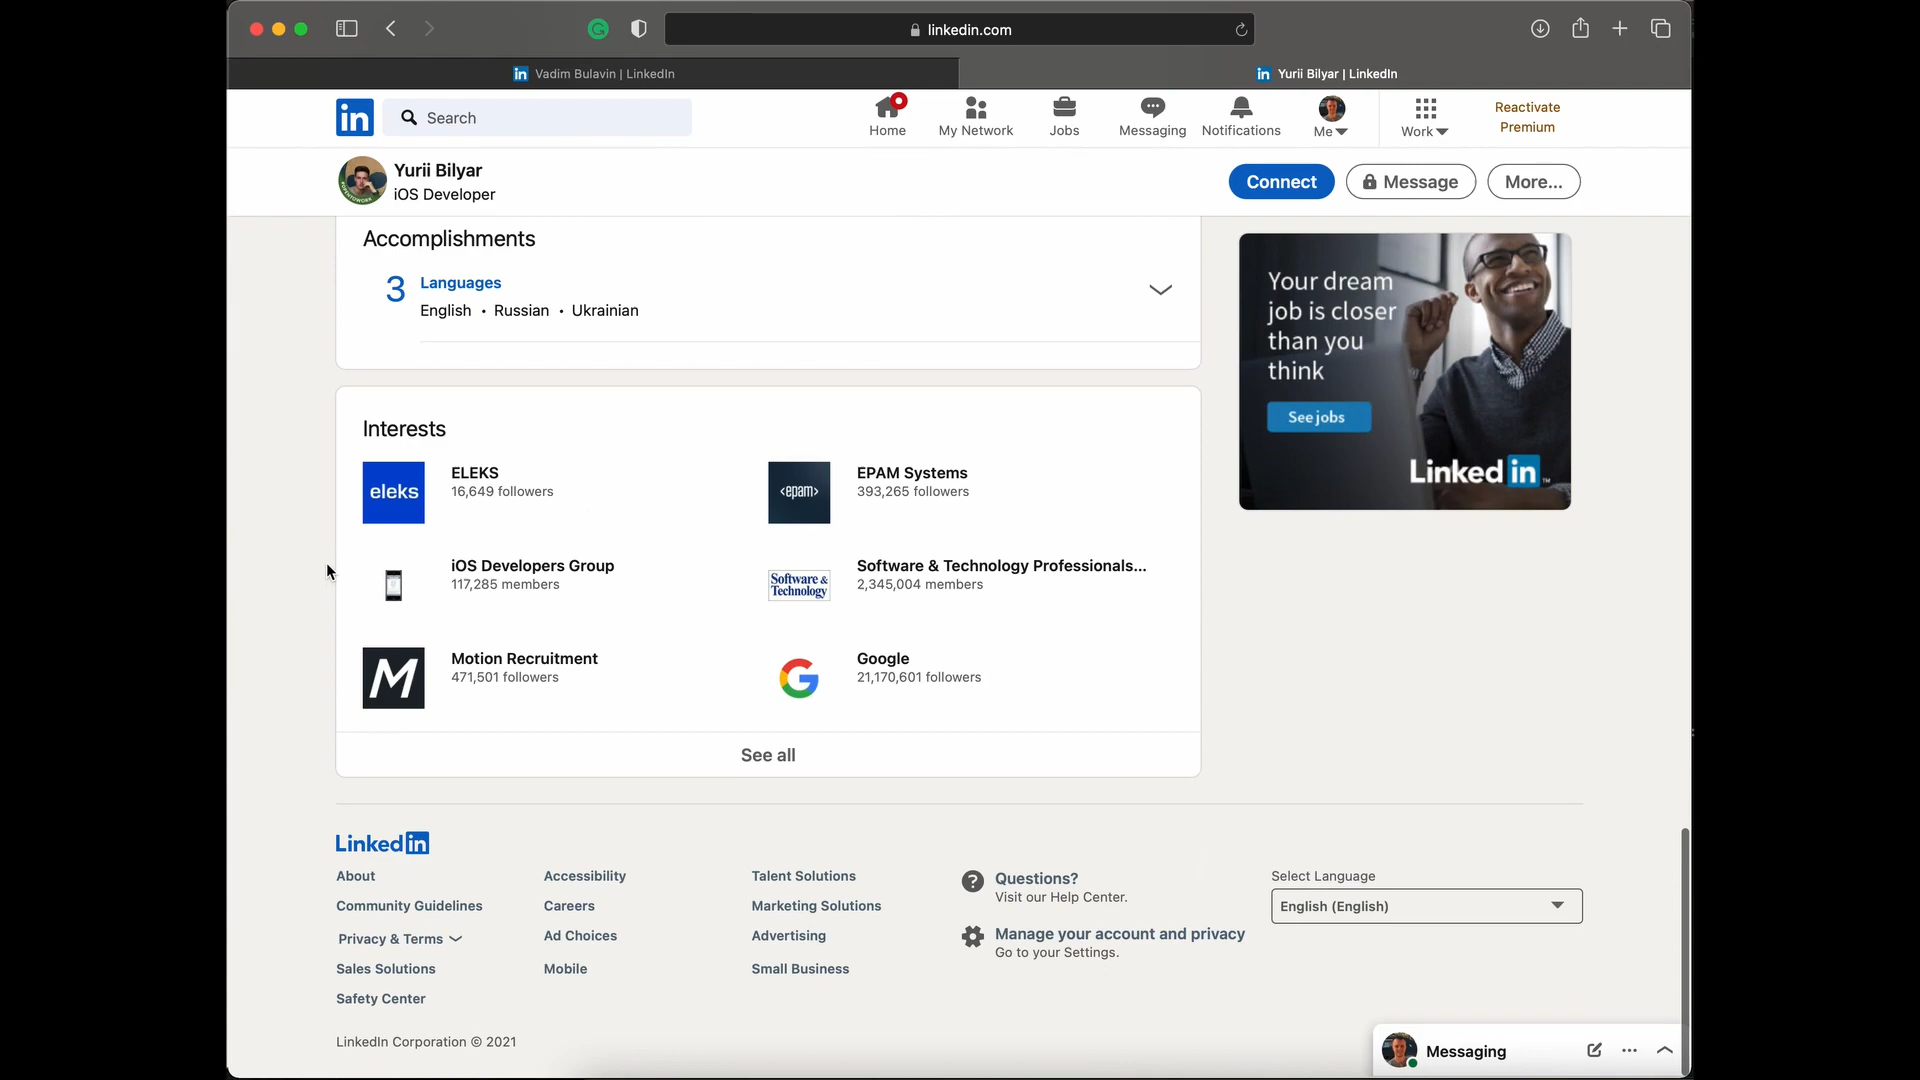 linkedin.com
Vadim Bulavin | LinkedIn
Yurii Bilyar | LinkedIn
in
Search
Home
My Network
Jobs
Messaging
Notifications
Me
Work
Reactivate
Premium
Yurii Bilyar
iOS Developer
Connect
Message
More...
Accomplishments
3 Languages
English • Russian • Ukrainian
Your dream
job is closer
than you
think
See jobs
Linkedin
Interests
eleks
ELEKS
16,649 followers
<epam>
EPAM Systems
393,265 followers
iOS Developers Group
117,285 members
Software &
Technology
Software & Technology Professionals...
2,345,004 members
M
Motion Recruitment
471,501 followers
G
Google
21,170,601 followers
See all
Linkedin
About
Accessibility
Talent Solutions
Community Guidelines
Careers
Marketing Solutions
Privacy & Terms
Ad Choices
Advertising
Sales Solutions
Mobile
Small Business
Safety Center
Questions?
Visit our Help Center.
Manage your account and privacy
Go to your Settings.
Select Language
English (English)
LinkedIn Corporation © 2021
Messaging